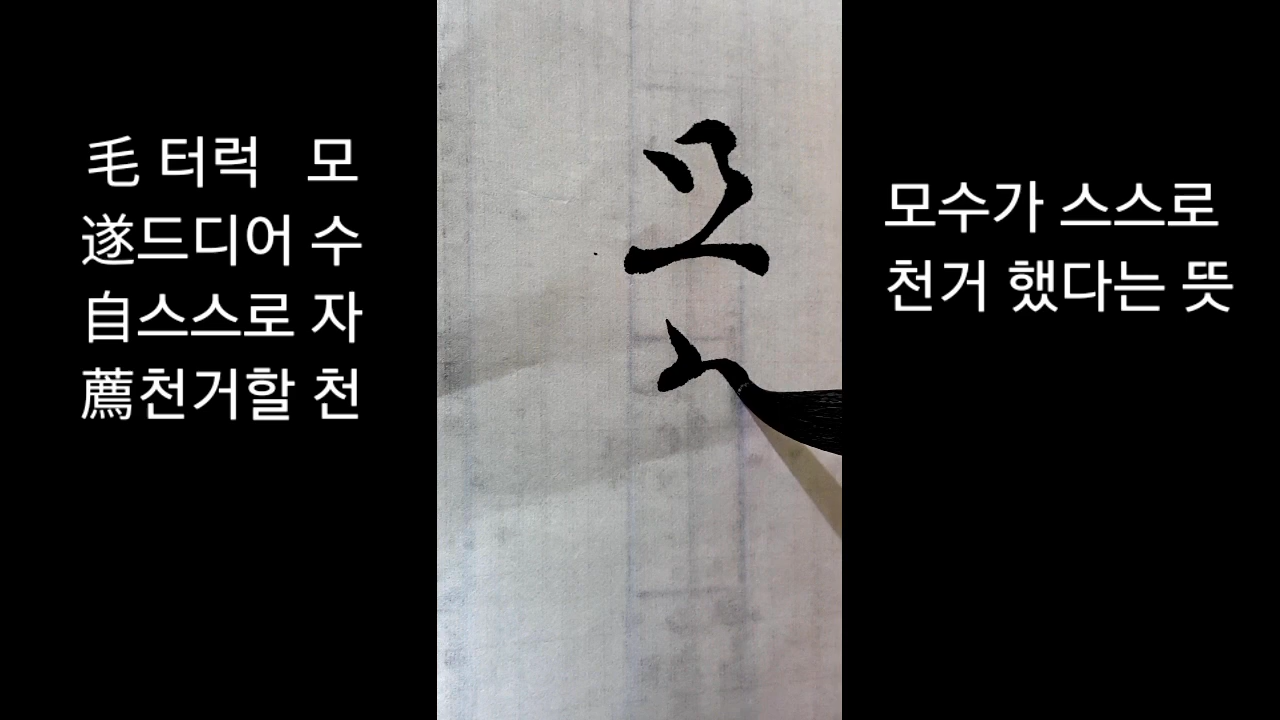 毛 터럭 모
遂드디어 수
自스스로 자
薦천거할 천
모
모수가 스스로
천거 했다는 뜻